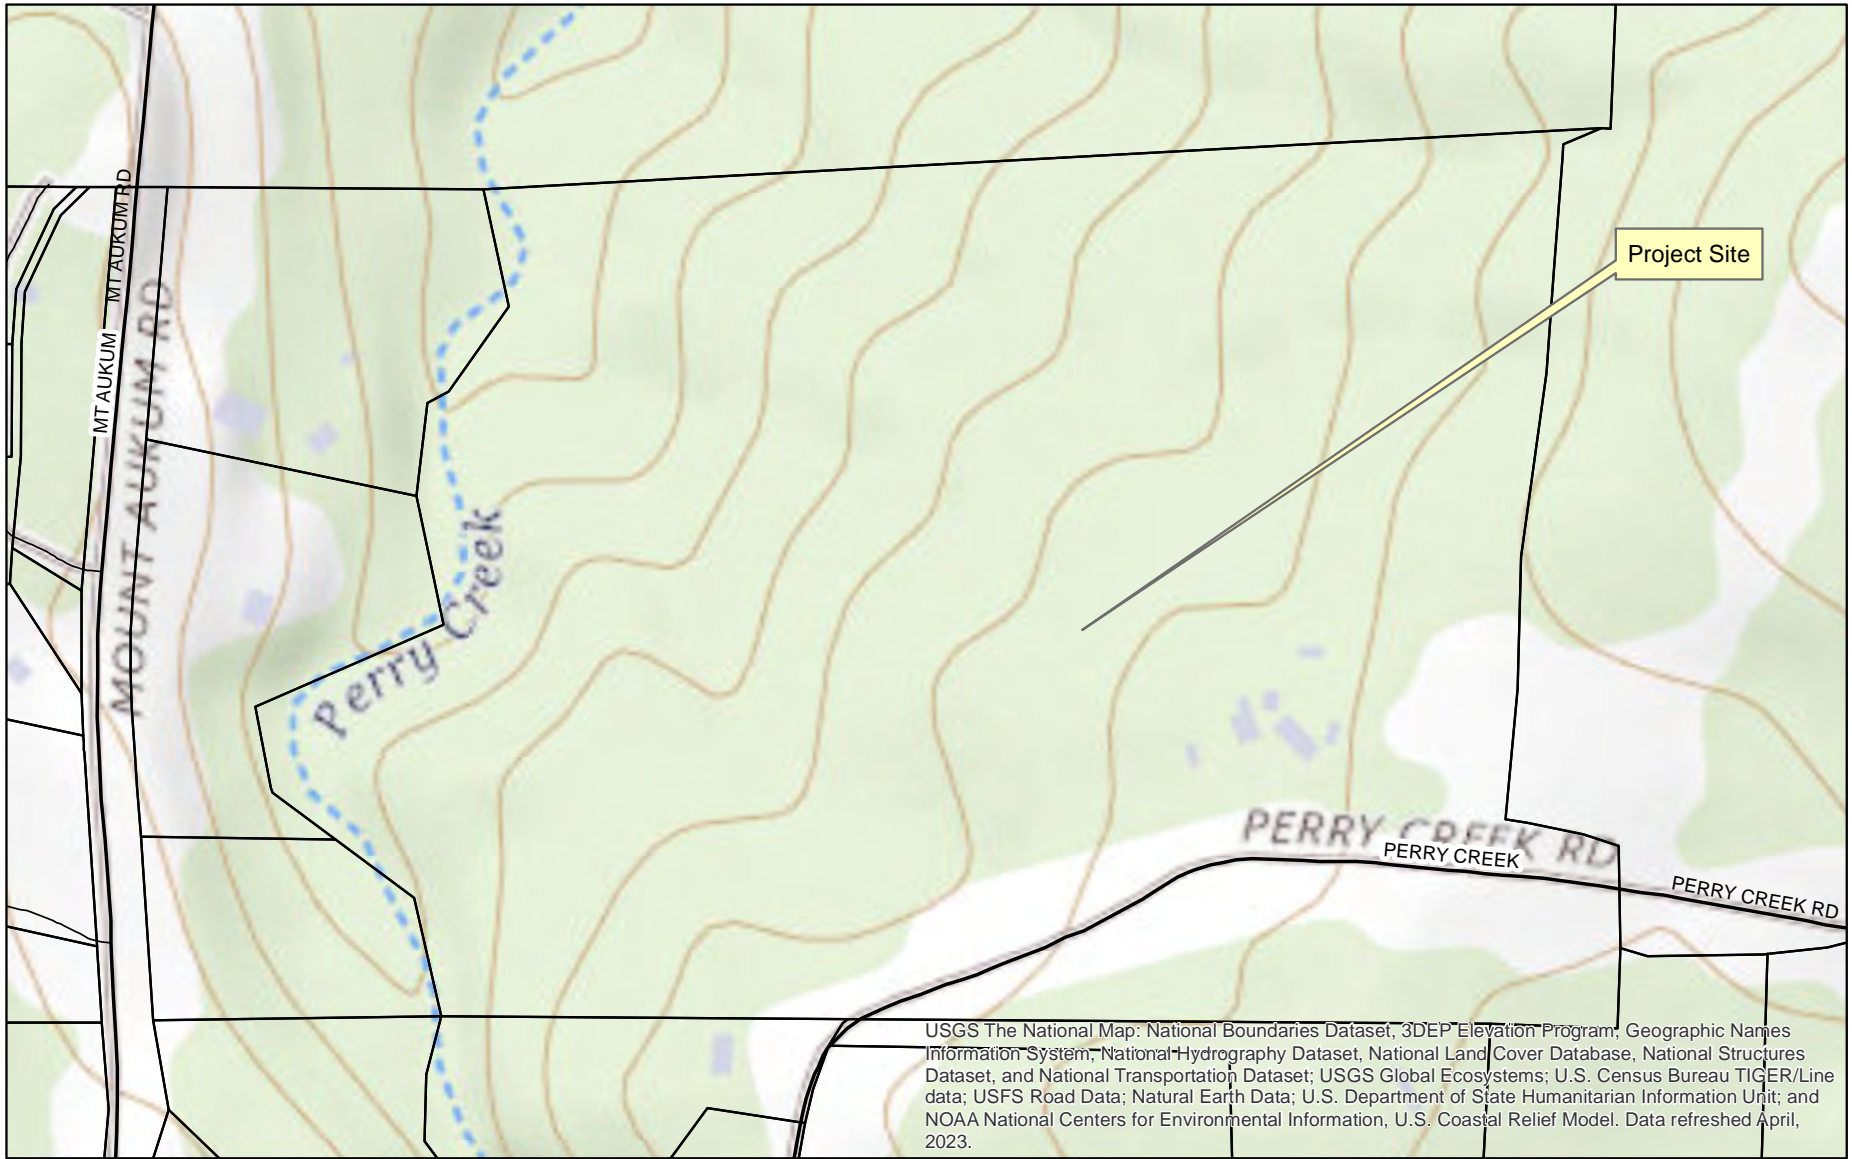 MT AUKUM RD
MT AUKUM
MOUNT AUKUM RD
Project Site
Perry Creek
PERRY CREEK RD
PERRY CREEK
PERRY CREEK RD
USGS The National Map: National Boundaries Dataset, 3DEP Elevation Program, Geographic Names
Information System, National Hydrography Dataset, National Land Cover Database, National Structures
Dataset, and National Transportation Dataset; USGS Global Ecosystems; U.S. Census Bureau TIGER/Line
data; USFS Road Data; Natural Earth Data; U.S. Department of State Humanitarian Information Unit; and
NOAA National Centers for Environmental Information, U.S. Coastal Relief Model. Data refreshed April,
2023.